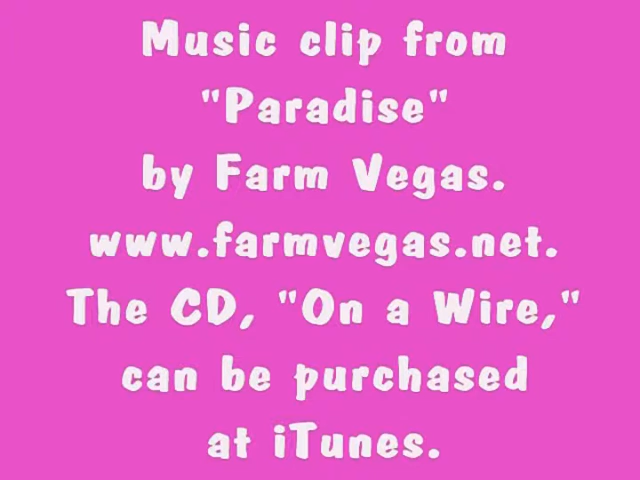 Music clip from
"Paradise"
by Farm Vegas.
www.farmvegas.net.
The CD, "On a Wire,"
can be purchased
at iTunes.